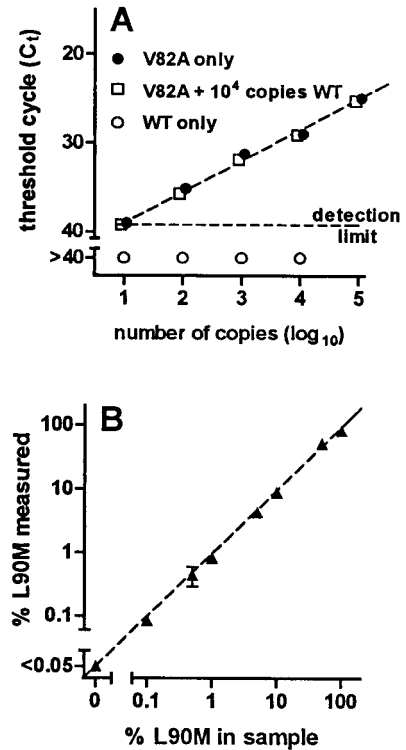 A
threshold cycle (Ct)
20
30
40
>40
V82A only
V82A + 10⁴ copies WT
WT only
detection
limit
1 2 3 4 5
number of copies (log₁₀)
B
% L90M measured
100
10
1
0.1
<0.05
0 0.1 1 10 100
% L90M in sample